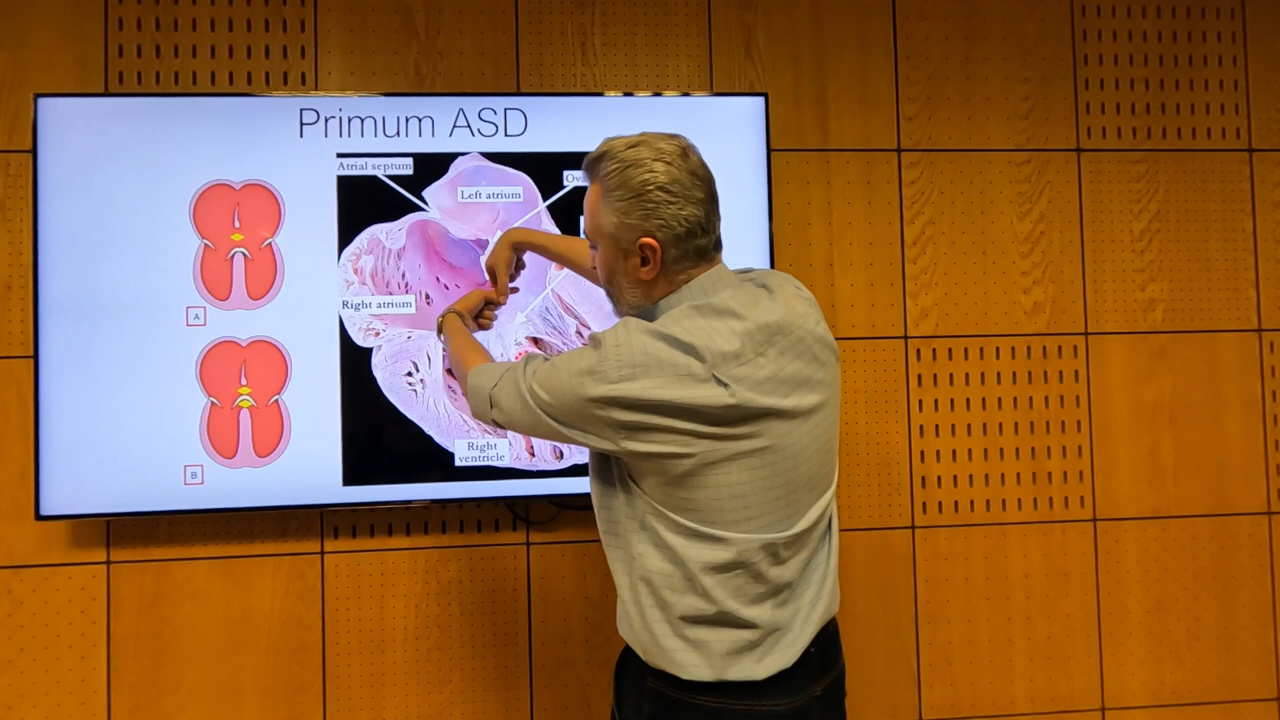 Primum ASD
Atrial septum
Left atrium
Right atrium
Right
ventricle
A
B